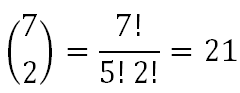 (7 2) = 7! / 5! 2! = 21